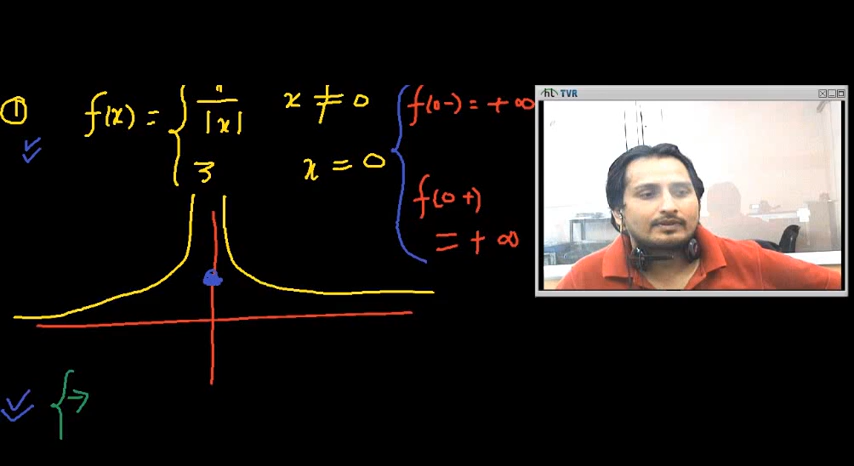 ① f(x) = { 1/|x| x ≠ 0
3 x = 0
f(0-) = +∞
f(0+)
= +∞
TVR